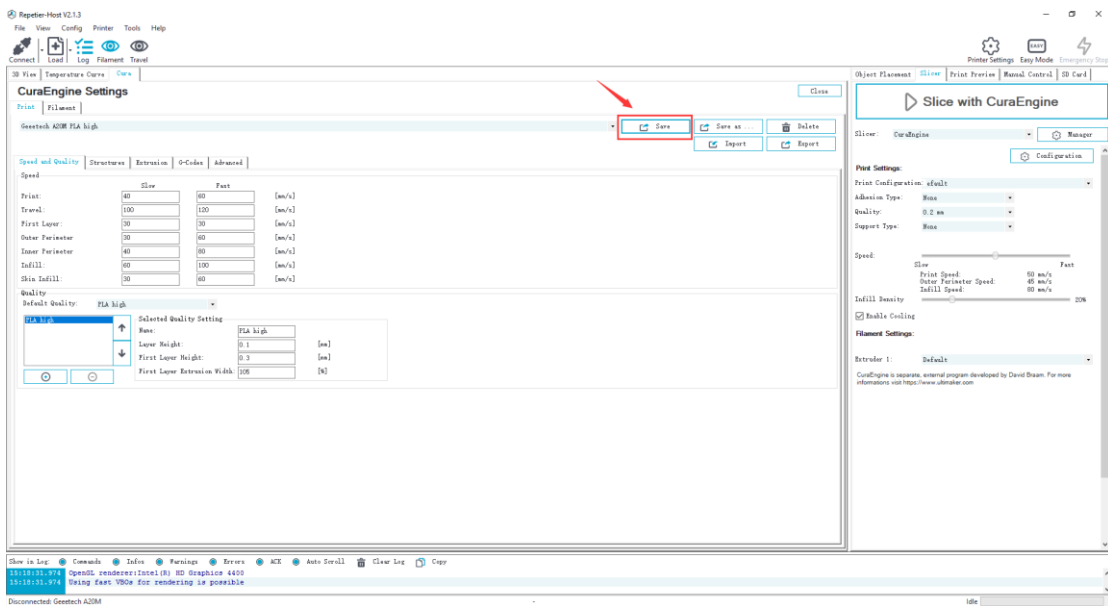 Repetier-Host V2.1.3
File View Config Printer Tools Help
Connect Load Log Filament Travel Printer Settings Easy Mode Emergency Stop
EASY
3D View Temperature Curve Cura
Object Placement Slicer Print Preview Manual Control SD Card
CuraEngine Settings
Close
Print Filament
Slice with CuraEngine
Geeetech A20M PLA high
Save Save as ... Delete
Import Export
Slicer: CuraEngine Manager
Configuration
Speed and Quality Structures Extrusion G-Codes Advanced
Speed
Slow Fast
Print: 40 60 [mm/s]
Travel: 100 120 [mm/s]
First Layer: 30 30 [mm/s]
Outer Perimeter 30 60 [mm/s]
Inner Perimeter 40 80 [mm/s]
Infill: 60 100 [mm/s]
Skin Infill: 30 60 [mm/s]
Quality
Default Quality: PLA high
PLA high
Selected Quality Setting
Name: PLA high
Layer Height: 0.1 [mm]
First Layer Height: 0.3 [mm]
First Layer Extrusion Width: 105 [%]
Print Settings:
Print Configuration: efault
Adhesion Type: None
Quality: 0.2 mm
Support Type: None
Speed:
Slow Fast
Print Speed: 50 mm/s
Outer Perimeter Speed: 45 mm/s
Infill Speed: 80 mm/s
Infill Density 20%
Enable Cooling
Filament Settings:
Extruder 1: Default
CuraEngine is separate, external program developed by David Braam. For more
informations visit https://www.ultimaker.com
Show in Log: Commands Infos Warnings Errors ACK Auto Scroll Clear Log Copy
15:18:31.974 OpenGL renderer:Intel(R) HD Graphics 4400
15:18:31.974 Using fast VBOs for rendering is possible
Disconnected: Geeetech A20M - Idle